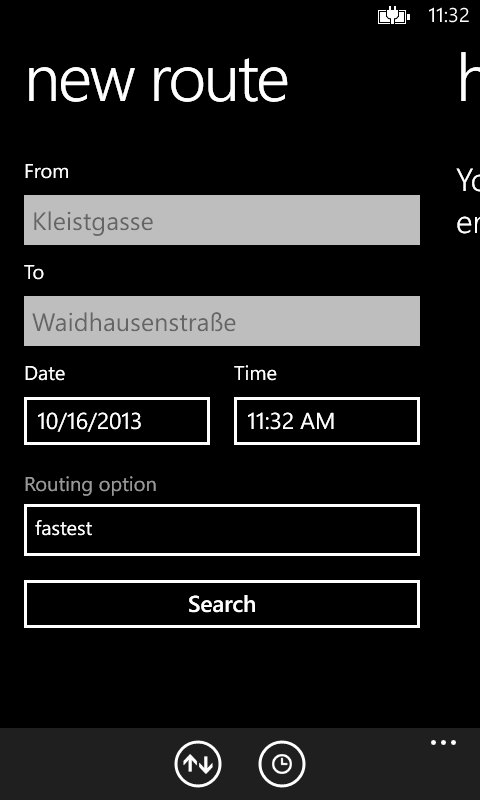 11:32
new route
h
From
Yo
Kleistgasse
er
To
Waidhausenstraße
Date
Time
10/16/2013
11:32 AM
Routing option
fastest
Search